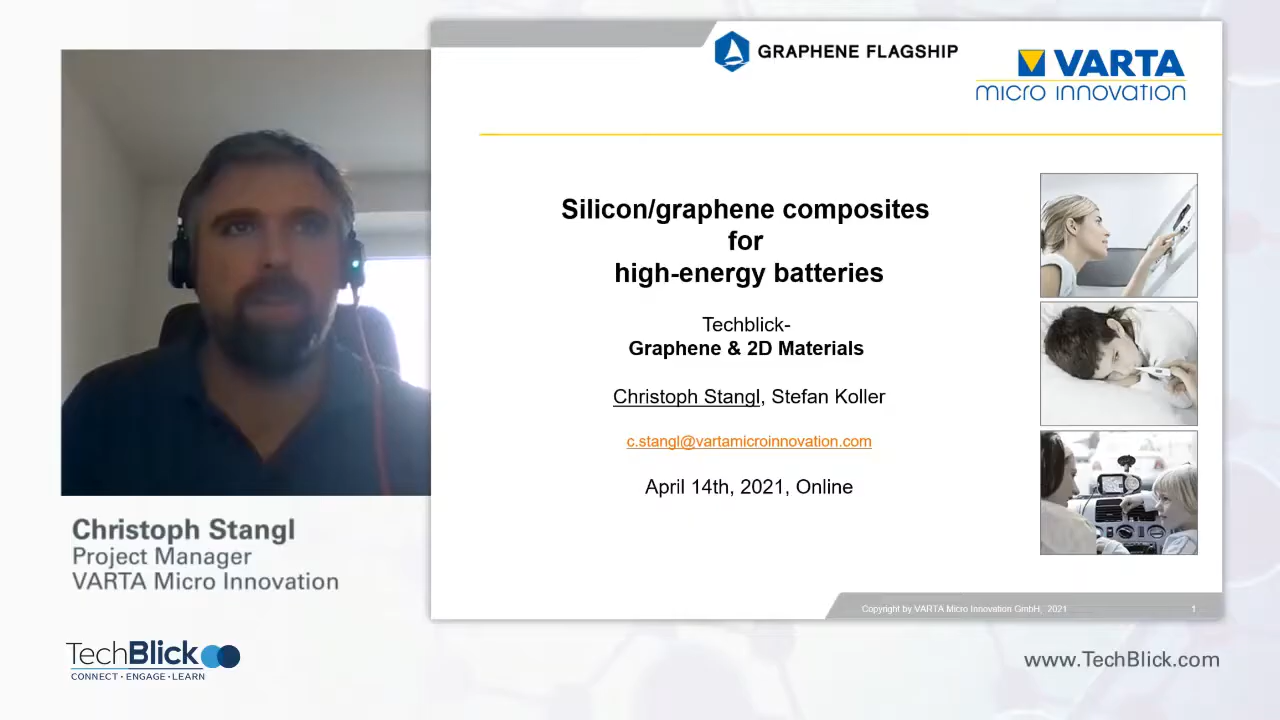 GRAPHENE FLAGSHIP
VARTA
micro innovation
Silicon/graphene composites
for
high-energy batteries
Techblick-
Graphene & 2D Materials
Christoph Stangl, Stefan Koller
c.stangl@vartamicroinnovation.com
April 14th, 2021, Online
Copyright by VARTA Micro Innovation GmbH, 2021
1
Christoph Stangl
Project Manager
VARTA Micro Innovation
TechBlick
CONNECT · ENGAGE · LEARN
www.TechBlick.com